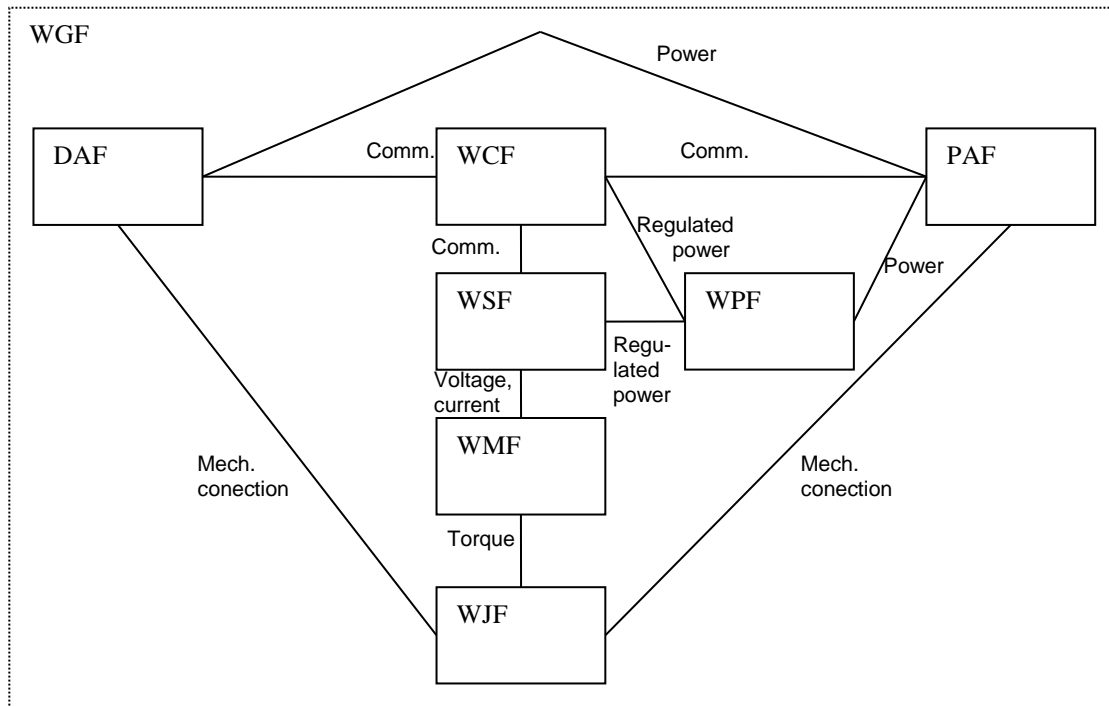 WGF
Power
DAF
Comm.
WCF
Comm.
PAF
Regulated
power
Comm.
Power
WSF
WPF
Regu-
lated
power
Voltage,
current
WMF
Mech.
conection
Mech.
conection
Torque
WJF